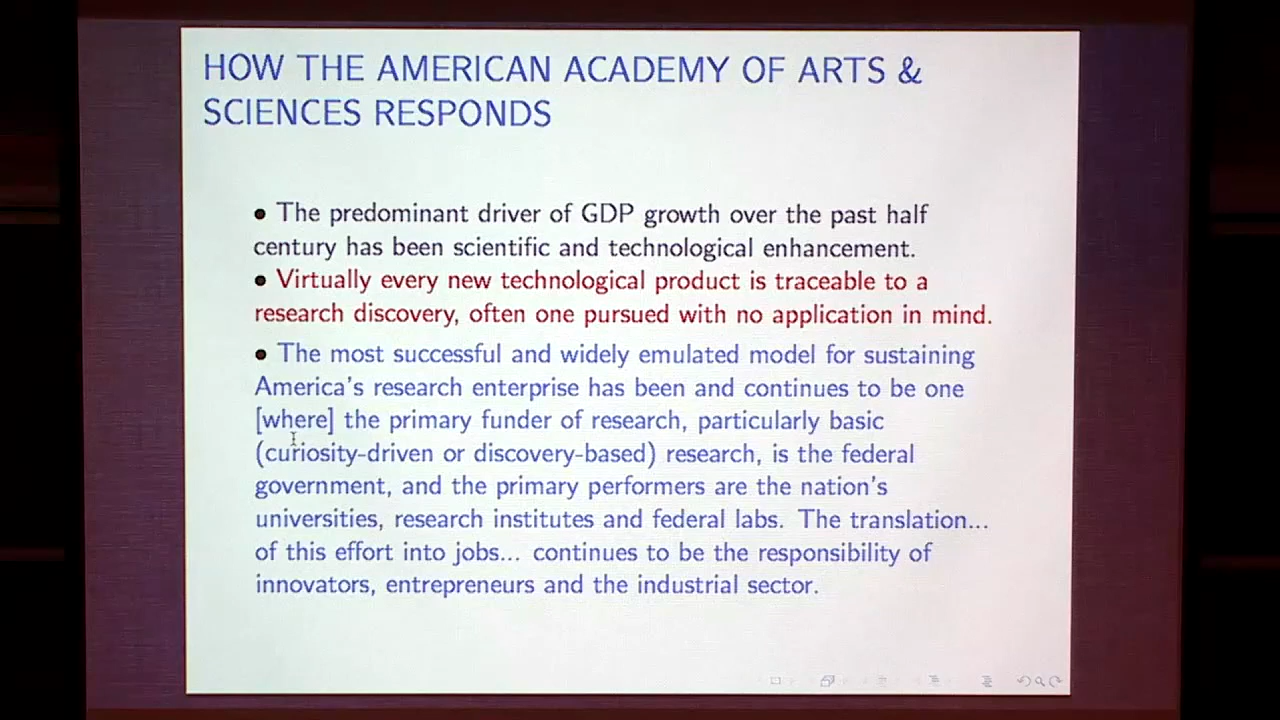 HOW THE AMERICAN ACADEMY OF ARTS &
SCIENCES RESPONDS
• The predominant driver of GDP growth over the past half
century has been scientific and technological enhancement.
• Virtually every new technological product is traceable to a
research discovery, often one pursued with no application in mind.
• The most successful and widely emulated model for sustaining
America's research enterprise has been and continues to be one
[where] the primary funder of research, particularly basic
(curiosity-driven or discovery-based) research, is the federal
government, and the primary performers are the nation's
universities, research institutes and federal labs. The translation...
of this effort into jobs... continues to be the responsibility of
innovators, entrepreneurs and the industrial sector.